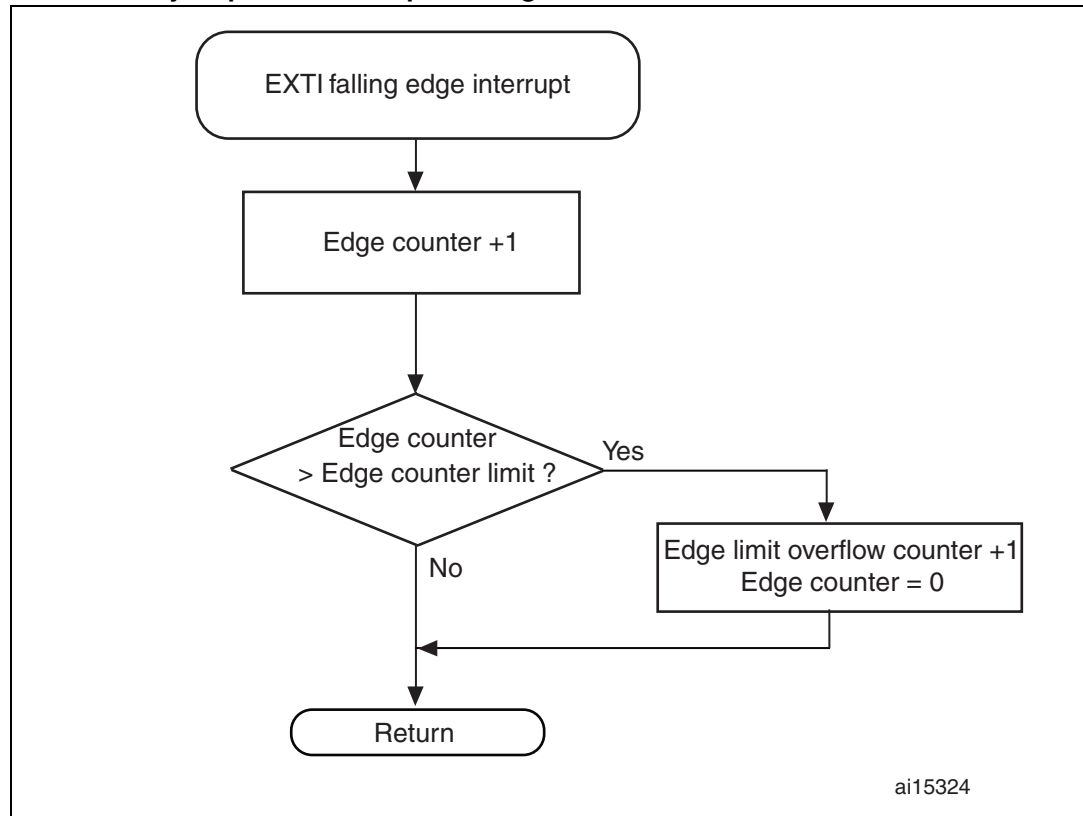 EXTI falling edge interrupt
Edge counter +1
Edge counter
> Edge counter limit ?
Yes
No
Edge limit overflow counter +1
Edge counter = 0
Return
ai15324